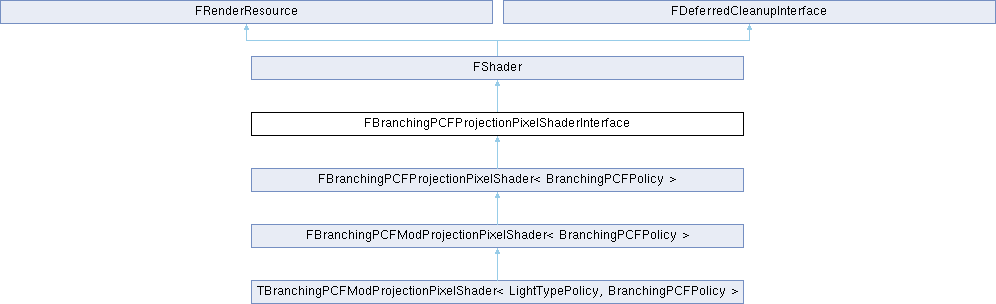 FRenderResource
FDeferredCleanupInterface
FShader
FBranchingPCFProjectionPixelShaderInterface
FBranchingPCFProjectionPixelShader< BranchingPCFPolicy >
FBranchingPCFModProjectionPixelShader< BranchingPCFPolicy >
TBranchingPCFModProjectionPixelShader< LightTypePolicy, BranchingPCFPolicy >